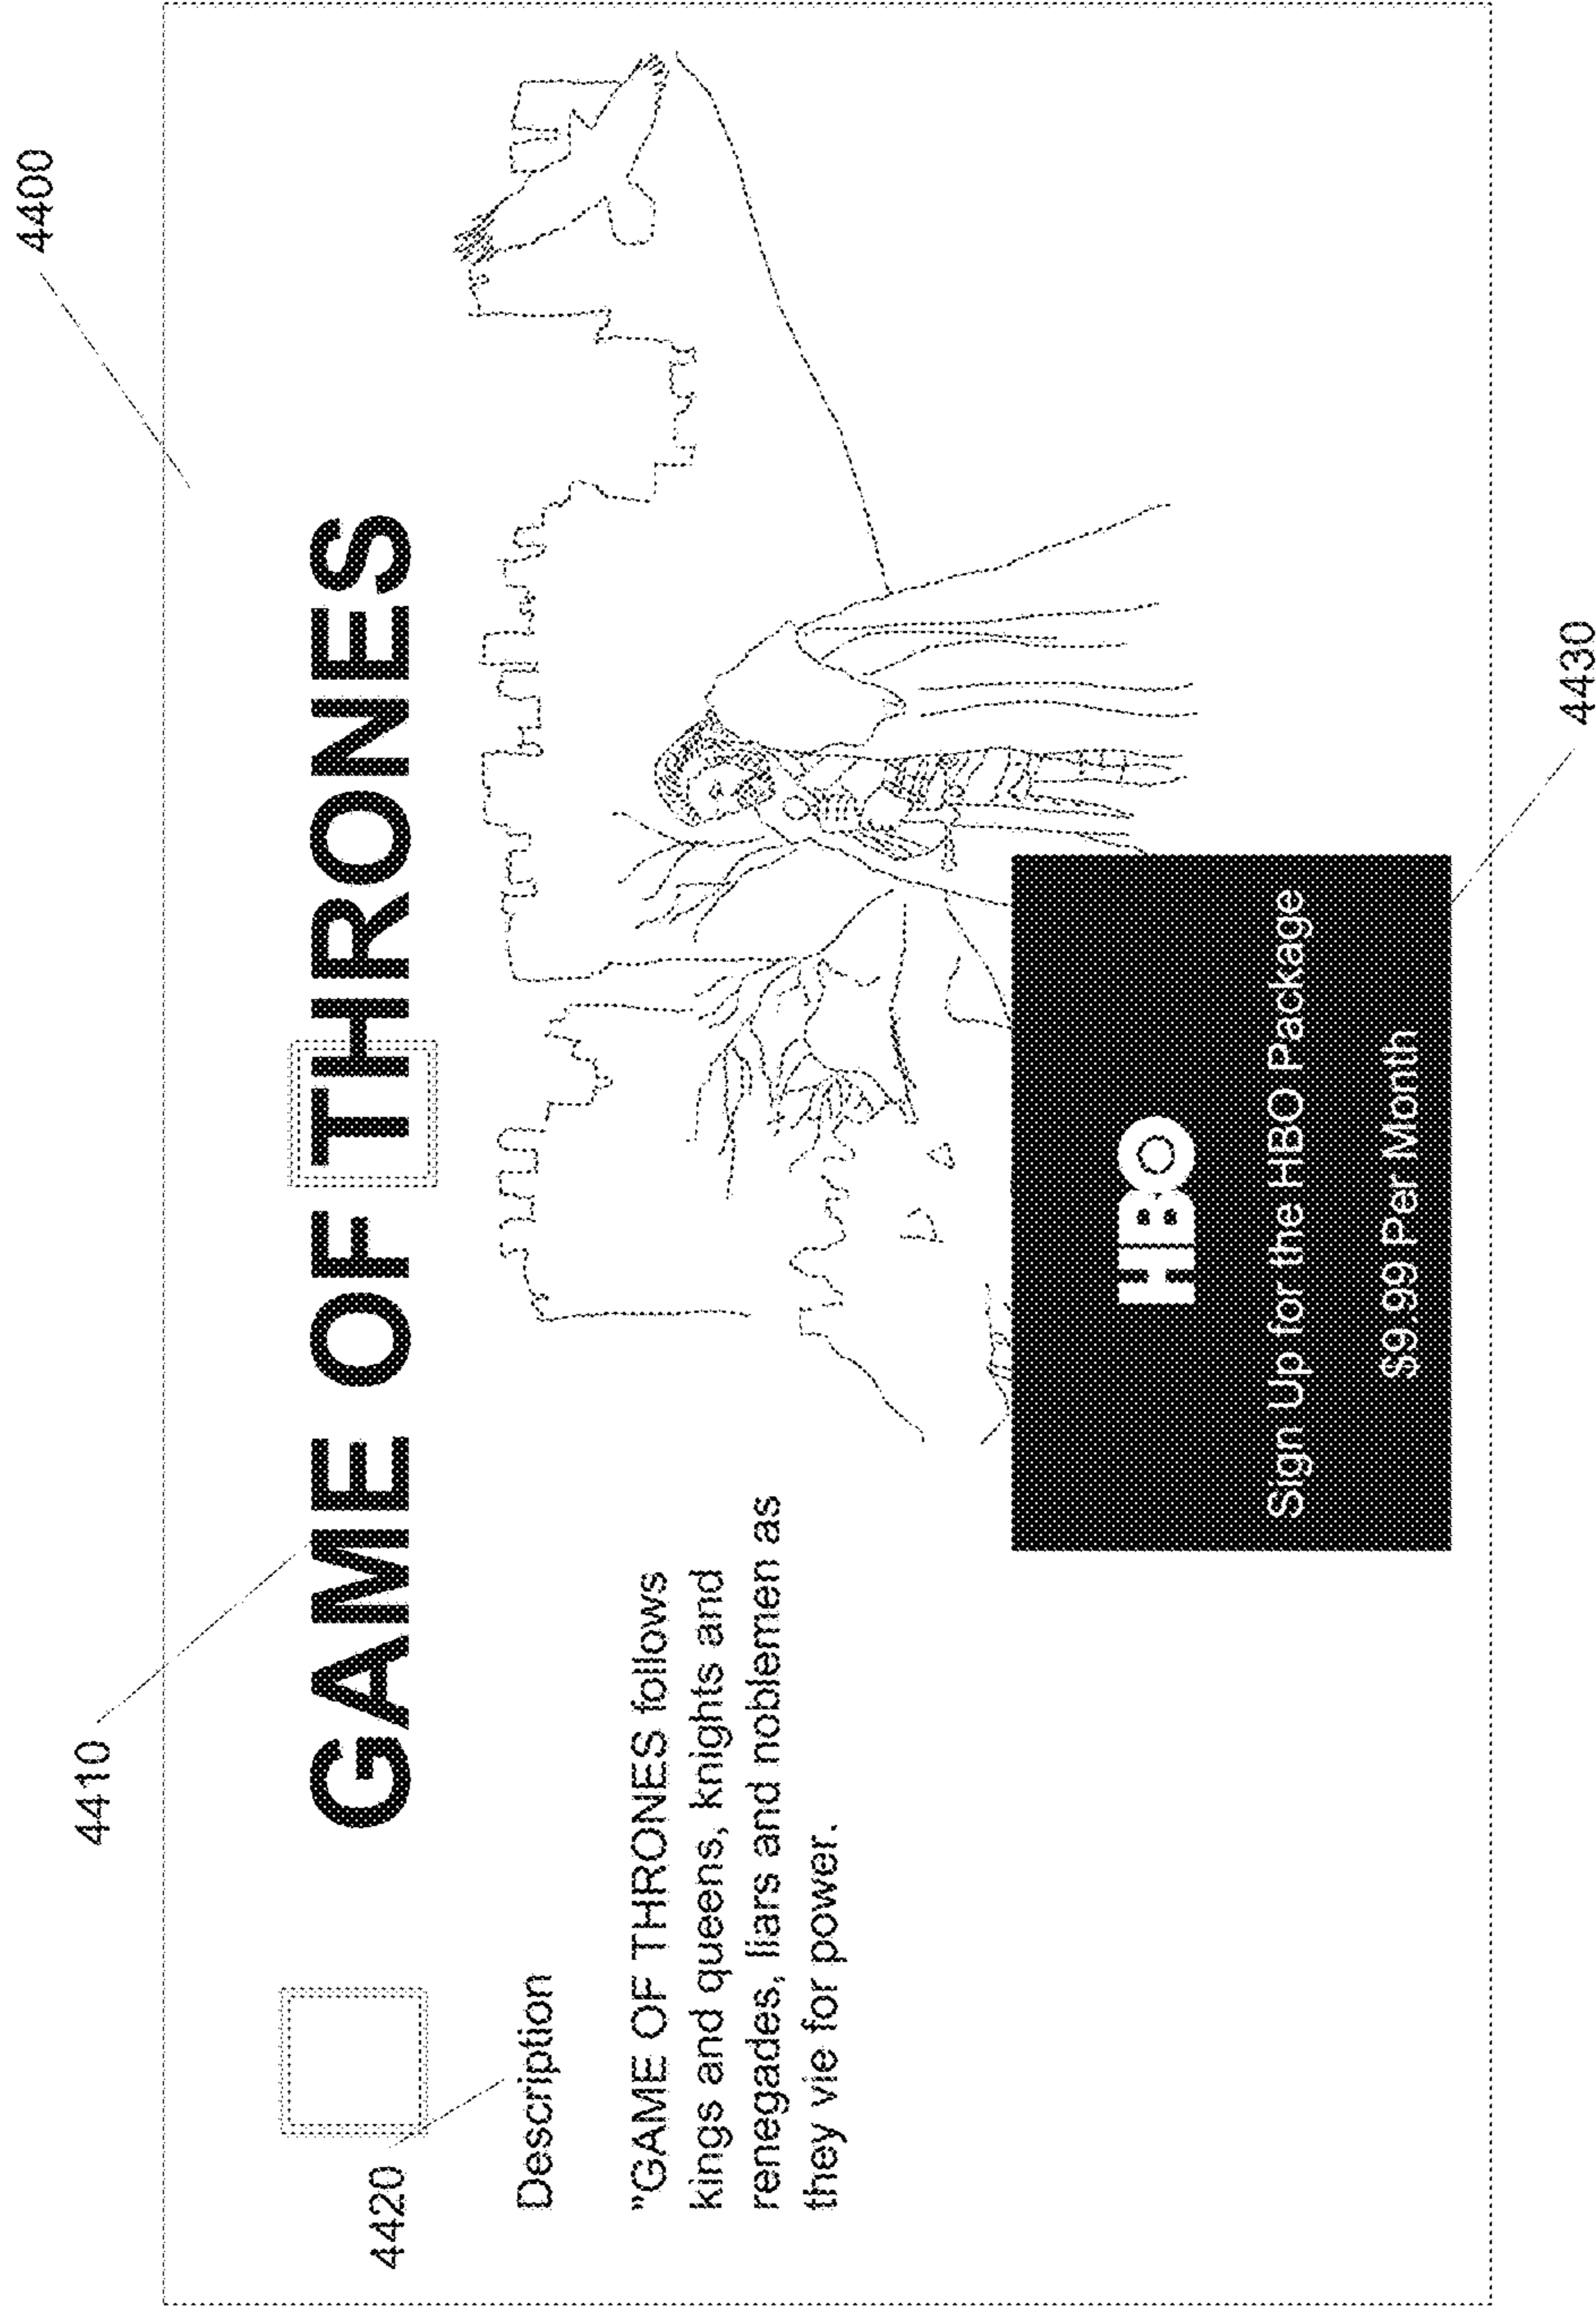 4400
4410
GAME OF THRONES
4420
Description
"GAME OF THRONES follows
kings and queens, knights and
renegades, liars and noblemen as
they vie for power.
HBO
Sign Up for the HBO Package
$9.99 Per Month
4430